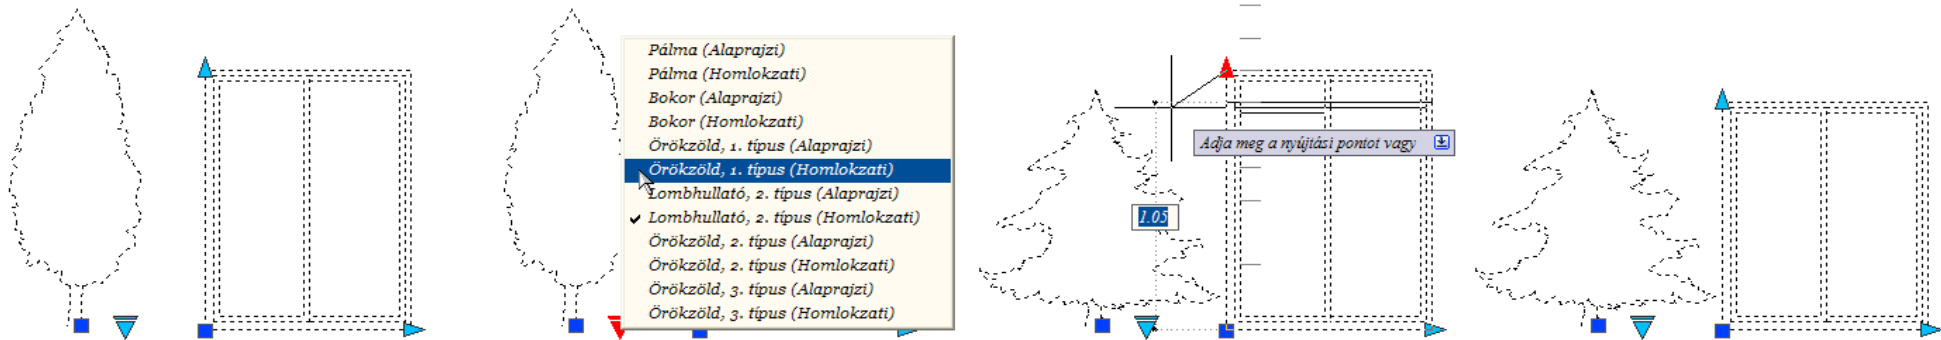 Pálma (Alaprajzi)
Pálma (Homlokzati)
Bokor (Alaprajzi)
Bokor (Homlokzati)
Örökzöld, 1. típus (Alaprajzi)
Örökzöld, 1. típus (Homlokzati)
Lombhullató, 2. típus (Alaprajzi)
Lombhullató, 2. típus (Homlokzati)
Örökzöld, 2. típus (Alaprajzi)
Örökzöld, 2. típus (Homlokzati)
Örökzöld, 3. típus (Alaprajzi)
Örökzöld, 3. típus (Homlokzati)
Adja meg a nyújtási pontot vagy
1.05